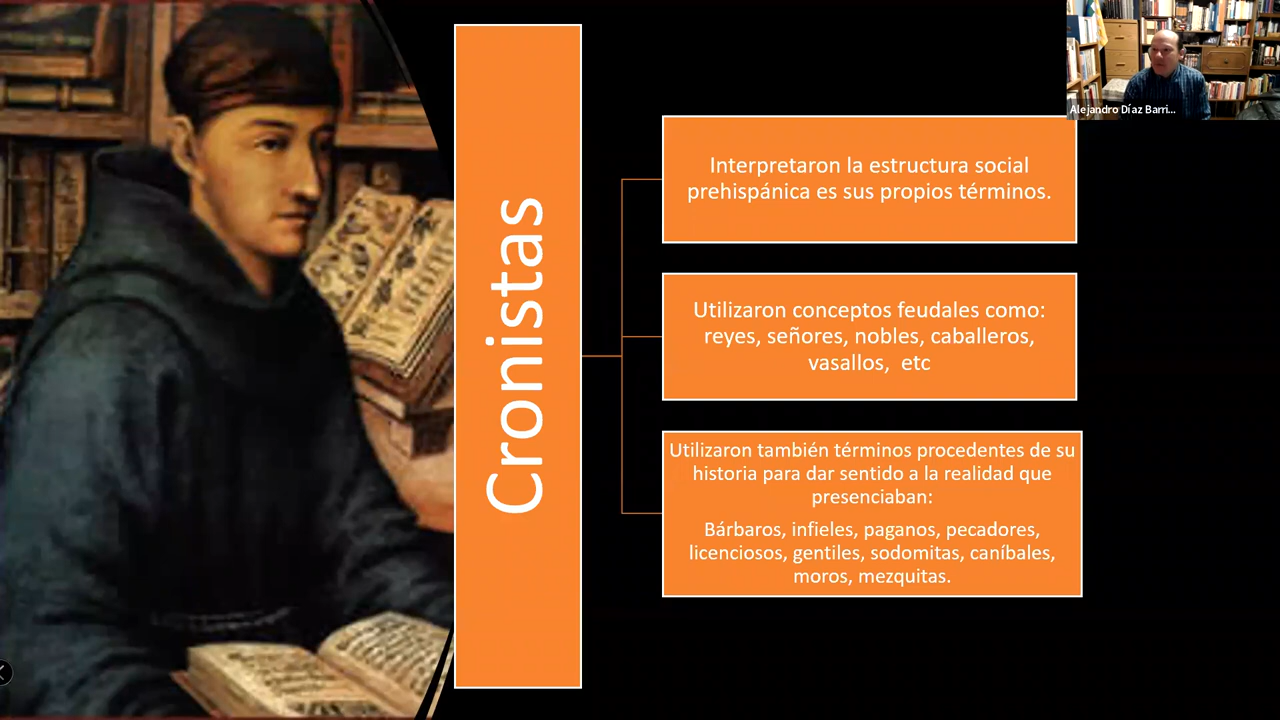 Alejandro Díaz Barri...
Cronistas
Interpretaron la estructura social
prehispánica es sus propios términos.
Utilizaron conceptos feudales como:
reyes, señores, nobles, caballeros,
vasallos, etc
Utilizaron también términos procedentes de su
historia para dar sentido a la realidad que
presenciaban:
Bárbaros, infieles, paganos, pecadores,
licenciosos, gentiles, sodomitas, caníbales,
moros, mezquitas.